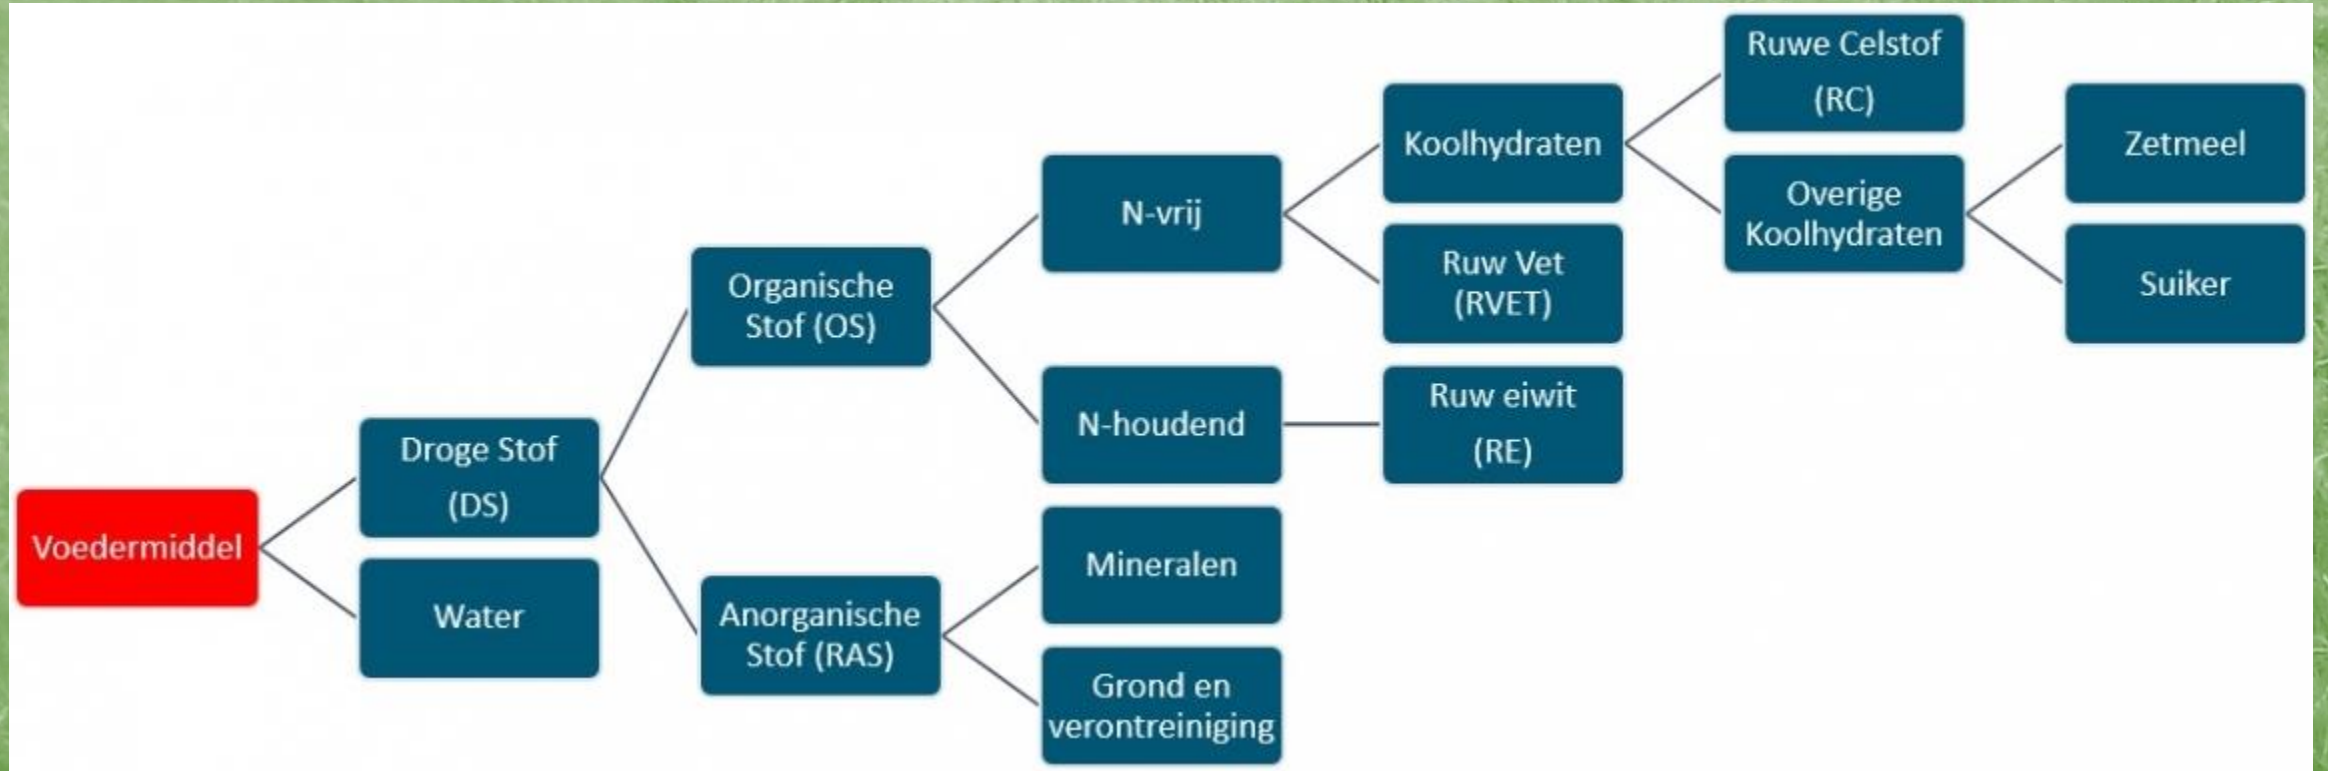 Voedermiddel
Droge Stof
(DS)
Water
Organische
Stof (OS)
Anorganische
Stof (RAS)
N-vrij
N-houdend
Mineralen
Grond en
verontreiniging
Koolhydraten
Ruw Vet
(RVET)
Ruw eiwit
(RE)
Ruwe Celstof
(RC)
Overige
Koolhydraten
Zetmeel
Suiker